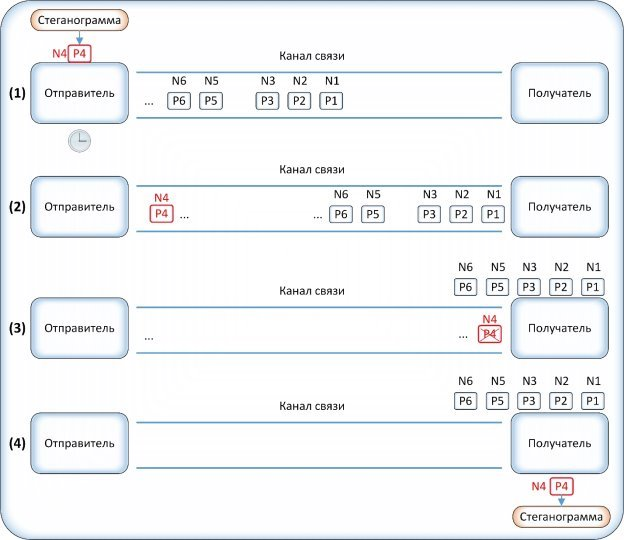 Стеганограмма
N4 P4
Канал связи
N6 N5 N3 N2 N1
(1) Отправитель ... P6 P5 P3 P2 P1 Получатель
Канал связи
N4 N6 N5 N3 N2 N1
(2) Отправитель P4 ... ... P6 P5 P3 P2 P1 Получатель
N6 N5 N3 N2 N1
Канал связи P6 P5 P3 P2 P1
N4
(3) Отправитель ... ... P4 Получатель
N6 N5 N3 N2 N1
Канал связи P6 P5 P3 P2 P1
(4) Отправитель Получатель
N4 P4
Стеганограмма